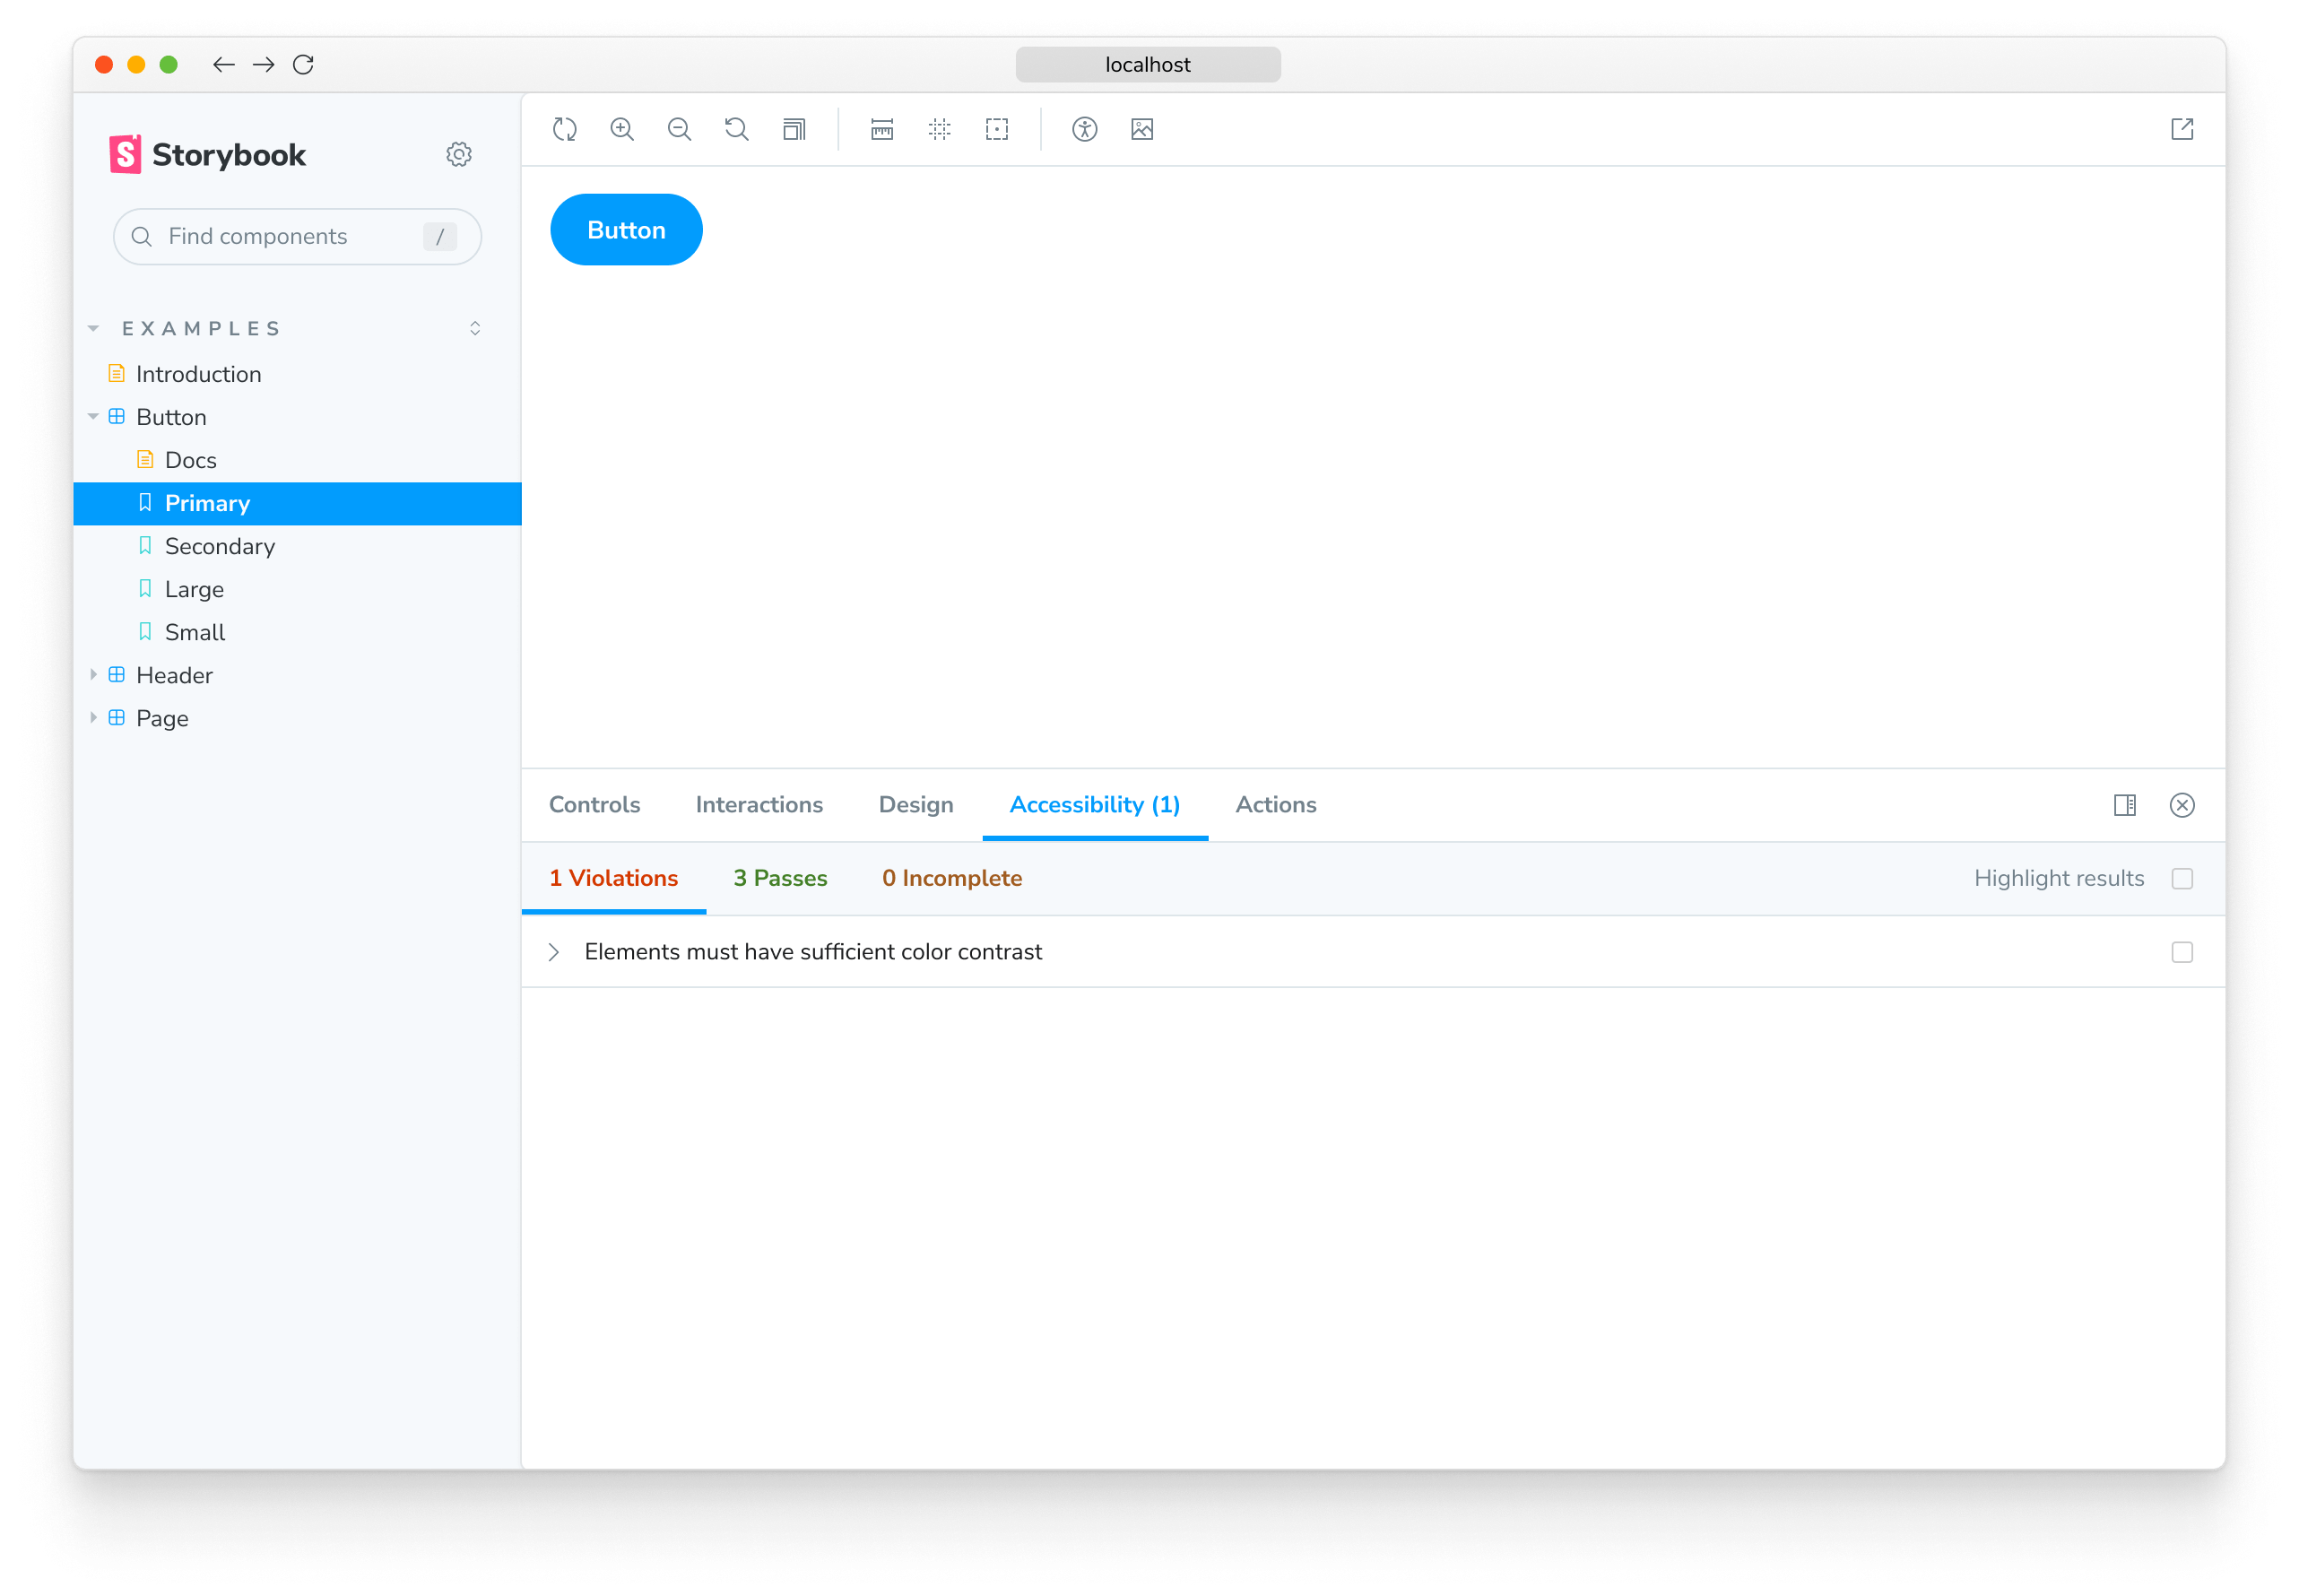 localhost
Storybook
Find components /
EXAMPLES
Introduction
Button
Docs
Primary
Secondary
Large
Small
Header
Page
Button
Controls Interactions Design Accessibility (1) Actions
1 Violations 3 Passes 0 Incomplete Highlight results
Elements must have sufficient color contrast